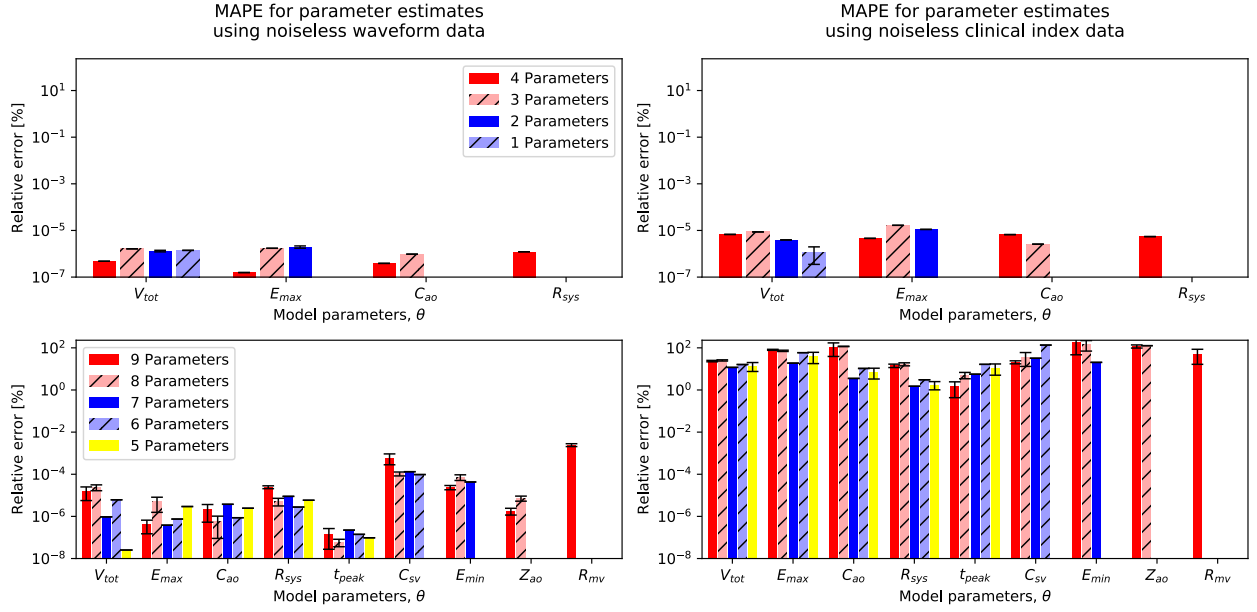 MAPE for parameter estimates
using noiseless waveform data
Relative error [%]
10^1
10^-1
10^-3
10^-5
10^-7
4 Parameters
3 Parameters
2 Parameters
1 Parameters
V_tot E_max C_ao R_sys
Model parameters, θ
MAPE for parameter estimates
using noiseless clinical index data
Relative error [%]
10^1
10^-1
10^-3
10^-5
10^-7
V_tot E_max C_ao R_sys
Model parameters, θ
Relative error [%]
10^2
10^0
10^-2
10^-4
10^-6
10^-8
9 Parameters
8 Parameters
7 Parameters
6 Parameters
5 Parameters
V_tot E_max C_ao R_sys t_peak C_sv E_min Z_ao R_mv
Model parameters, θ
Relative error [%]
10^2
10^0
10^-2
10^-4
10^-6
10^-8
V_tot E_max C_ao R_sys t_peak C_sv E_min Z_ao R_mv
Model parameters, θ